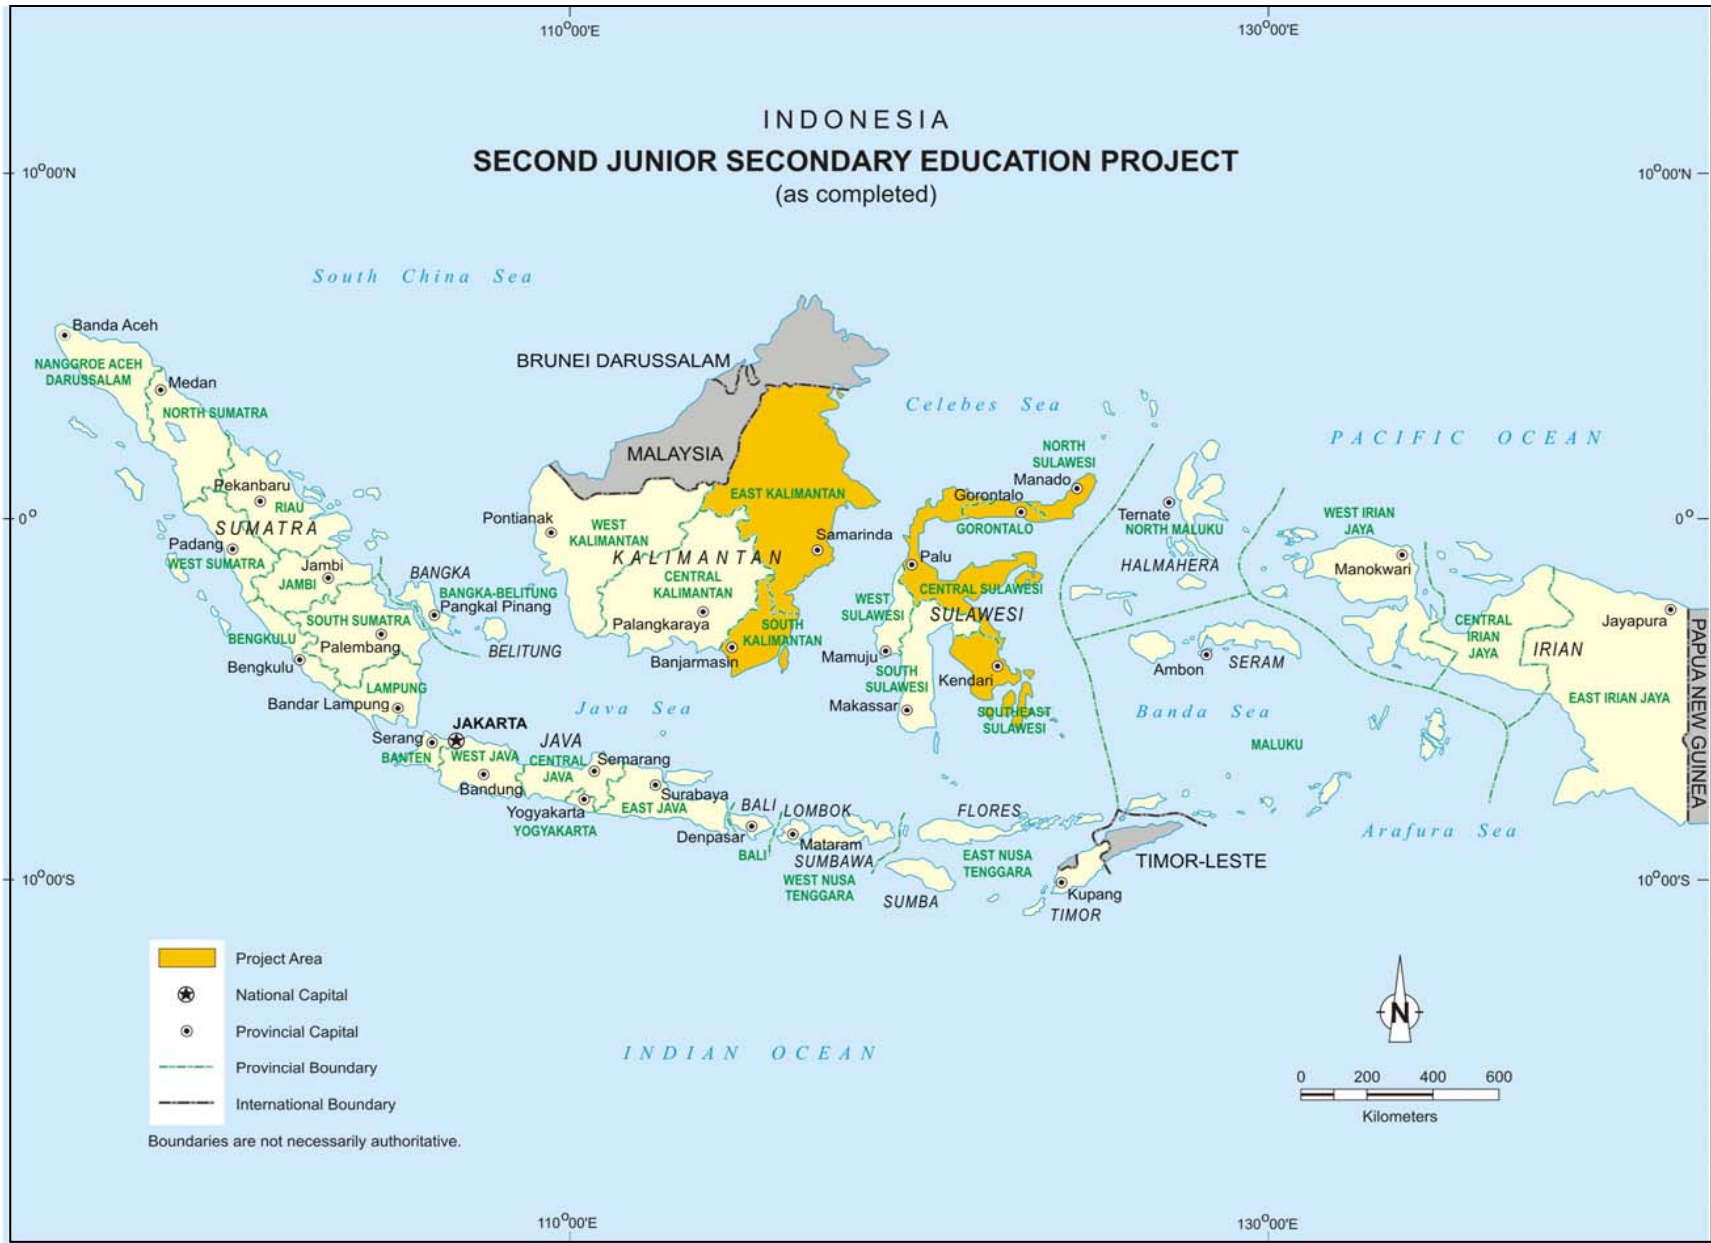 110°00'E
130°00'E
INDONESIA
SECOND JUNIOR SECONDARY EDUCATION PROJECT
(as completed)
10°00'N
10°00'N
South China Sea
Banda Aceh
NANGGROE ACEH
DARUSSALAM
Medan
NORTH SUMATRA
BRUNEI DARUSSALAM
MALAYSIA
Celebes Sea
PACIFIC OCEAN
NORTH
SULAWESI
Manado
Gorontalo
GORONTALO
Pekanbaru
RIAU
SUMATRA
Padang
WEST SUMATRA
Jambi
JAMBI
0°
0°
Pontianak
WEST
KALIMANTAN
EAST KALIMANTAN
Samarinda
KALIMANTAN
CENTRAL
KALIMANTAN
Palangkaraya
SOUTH
KALIMANTAN
Banjarmasin
Palu
CENTRAL SULAWESI
WEST
SULAWESI
SULAWESI
Mamuju
SOUTH
SULAWESI
Kendari
Makassar
SOUTHEAST
SULAWESI
Ternate
NORTH MALUKU
HALMAHERA
WEST IRIAN
JAYA
Manokwari
CENTRAL
IRIAN
JAYA
IRIAN
Jayapura
EAST IRIAN JAYA
PAPUA NEW GUINEA
Ambon
SERAM
BANGKA
BANGKA-BELITUNG
Pangkal Pinang
SOUTH SUMATRA
Palembang
BENGKULU
Bengkulu
BELITUNG
LAMPUNG
Bandar Lampung
Java Sea
Banda Sea
MALUKU
Arafura Sea
JAKARTA
Serang
BANTEN
WEST JAVA
Bandung
JAVA
CENTRAL
JAVA
Semarang
Yogyakarta
YOGYAKARTA
EAST JAVA
Surabaya
Denpasar
BALI
BALI
LOMBOK
Mataram
SUMBAWA
WEST NUSA
TENGGARA
FLORES
EAST NUSA
TENGGARA
SUMBA
TIMOR-LESTE
Kupang
TIMOR
10°00'S
10°00'S
Project Area
National Capital
Provincial Capital
Provincial Boundary
International Boundary
Boundaries are not necessarily authoritative.
INDIAN OCEAN
N
0 200 400 600
Kilometers
110°00'E
130°00'E